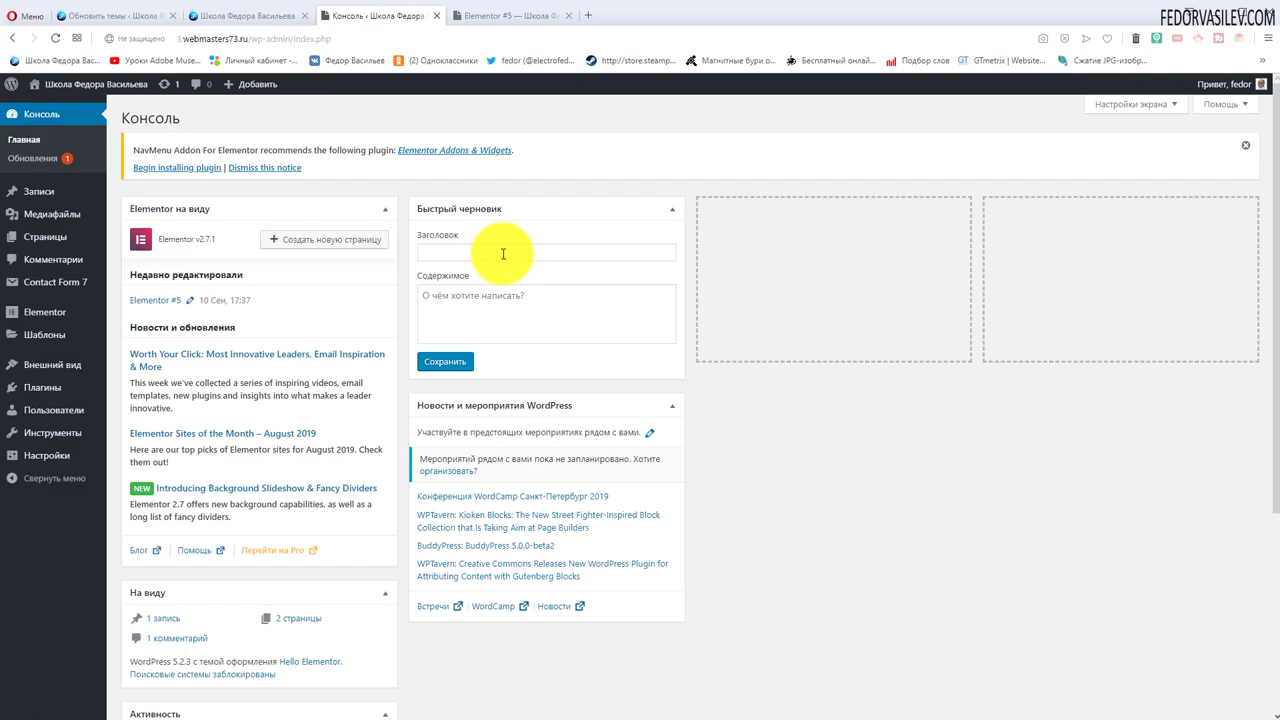 Меню
Обновить темы ‹ Школа Ф
Школа Федора Васильева
Консоль ‹ Школа Федора
Elementor #5 — Школа Ф
FEDORVASILEV.COM
Не защищено
3.webmasters73.ru/wp-admin/index.php
Школа Федора Вас...
Уроки Adobe Muse...
Личный кабинет -...
Федор Васильев
(2) Одноклассники
fedor (@electrofed...
http://store.steamp...
Магнитные бури о...
Бесплатный онлай...
Подбор слов
GTmetrix | Website...
Сжатие JPG-изобр...
Школа Федора Васильева
1
0
Добавить
Привет, fedor
Консоль
Главная
Обновления 1
Записи
Медиафайлы
Страницы
Комментарии
Contact Form 7
Elementor
Шаблоны
Внешний вид
Плагины
Пользователи
Инструменты
Настройки
Свернуть меню
Настройки экрана
Помощь
Консоль
NavMenu Addon For Elementor recommends the following plugin: Elementor Addons & Widgets.
Begin installing plugin | Dismiss this notice
Elementor на виду
Elementor v2.7.1
Создать новую страницу
Недавно редактировали
Elementor #5 10 Сен, 17:37
Новости и обновления
Worth Your Click: Most Innovative Leaders, Email Inspiration
& More
This week we've collected a series of inspiring videos, email
templates, new plugins and insights into what makes a leader
innovative.
Elementor Sites of the Month – August 2019
Here are our top picks of Elementor sites for August 2019. Check
them out!
NEW Introducing Background Slideshow & Fancy Dividers
Elementor 2.7 offers new background capabilities, as well as a
long list of fancy dividers.
Блог
Помощь
Перейти на Pro
На виду
1 запись
2 страницы
1 комментарий
WordPress 5.2.3 с темой оформления Hello Elementor.
Поисковые системы заблокированы
Активность
Быстрый черновик
Заголовок
Содержимое
О чём хотите написать?
Сохранить
Новости и мероприятия WordPress
Участвуйте в предстоящих мероприятиях рядом с вами.
Мероприятий рядом с вами пока не запланировано. Хотите
организовать?
Конференция WordCamp Санкт-Петербург 2019
WPTavern: Kioken Blocks: The New Street Fighter-Inspired Block
Collection that Is Taking Aim at Page Builders
BuddyPress: BuddyPress 5.0.0-beta2
WPTavern: Creative Commons Releases New WordPress Plugin for
Attributing Content with Gutenberg Blocks
Встречи
WordCamp
Новости